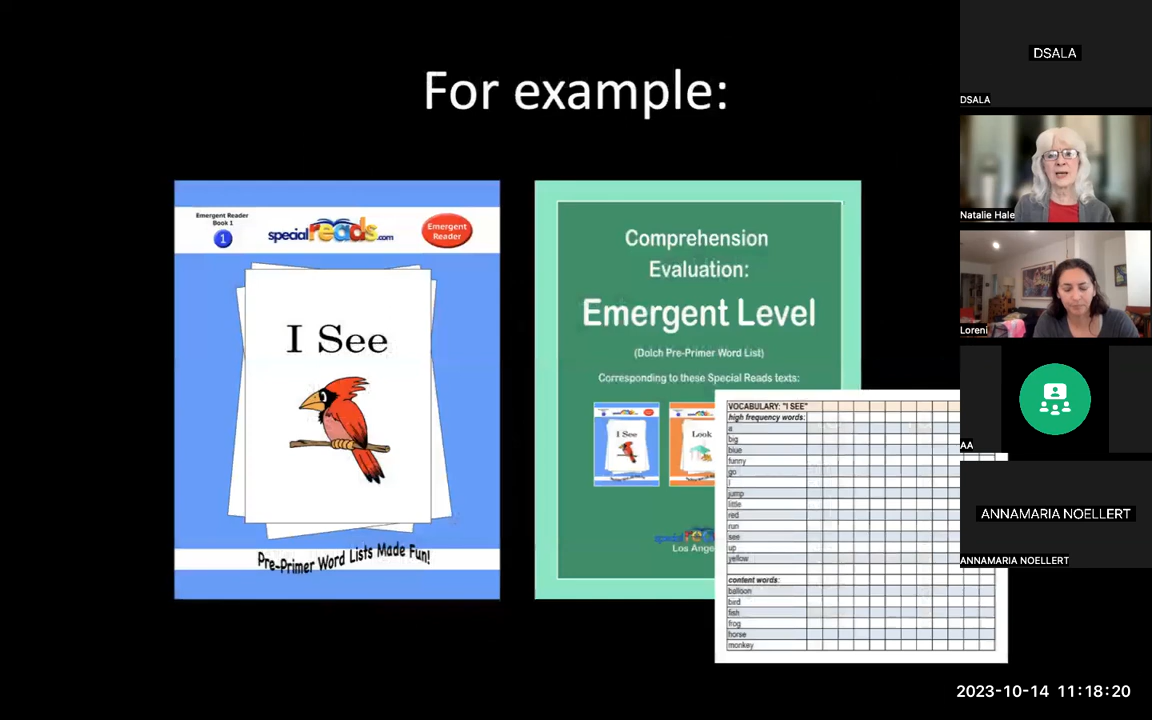 For example:
Emergent Reader
Book 1
1
specialreads.com
Emergent
Reader
I See
Pre-Primer Word Lists Made Fun!
Comprehension
Evaluation:
Emergent Level
(Dolch Pre-Primer Word List)
Corresponding to these Special Reads texts:
I See
Look
special
Los Ange
VOCABULARY: "I SEE"
high frequency words:
a
big
blue
funny
go
I
jump
little
red
run
see
up
yellow
content words:
balloon
bird
fish
frog
horse
monkey
DSALA
DSALA
Natalie Hale
Loreni
AA
ANNAMARIA NOELLERT
ANNAMARIA NOELLERT
2023-10-14 11:18:20